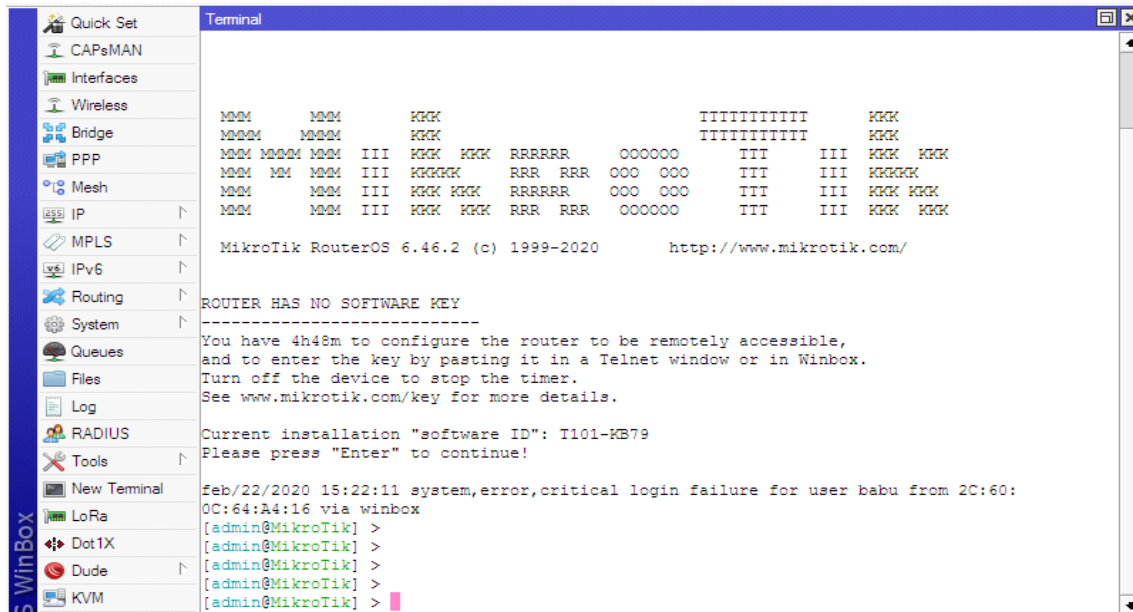 Quick Set
CAPsMAN
Interfaces
Wireless
Bridge
PPP
Mesh
IP
MPLS
IPv6
Routing
System
Queues
Files
Log
RADIUS
Tools
New Terminal
LoRa
Dot1X
Dude
KVM
S WinBox
Terminal
MMM      MMM       KKK                          TTTTTTTTTTT      KKK
MMMM    MMMM       KKK                          TTTTTTTTTTT      KKK
MMM MMMM MMM  III  KKK  KKK  RRRRRR     OOOOOO      TTT     III  KKK  KKK
MMM  MM  MMM  III  KKKKK     RRR  RRR  OOO  OOO     TTT     III  KKKKK
MMM      MMM  III  KKK KKK   RRRRRR    OOO  OOO     TTT     III  KKK KKK
MMM      MMM  III  KKK  KKK  RRR  RRR   OOOOOO      TTT     III  KKK  KKK
MikroTik RouterOS 6.46.2 (c) 1999-2020       http://www.mikrotik.com/
ROUTER HAS NO SOFTWARE KEY
----------------------------
You have 4h48m to configure the router to be remotely accessible,
and to enter the key by pasting it in a Telnet window or in Winbox.
Turn off the device to stop the timer.
See www.mikrotik.com/key for more details.
Current installation "software ID": T101-KB79
Please press "Enter" to continue!
feb/22/2020 15:22:11 system,error,critical login failure for user babu from 2C:60:
0C:64:A4:16 via winbox
[admin@MikroTik] >
[admin@MikroTik] >
[admin@MikroTik] >
[admin@MikroTik] >
[admin@MikroTik] >